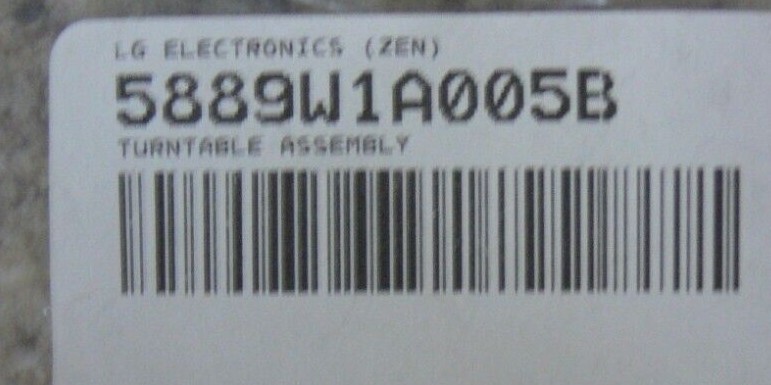 LG ELECTRONICS (ZEN)
5889W1A005B
TURNTABLE ASSEMBLY